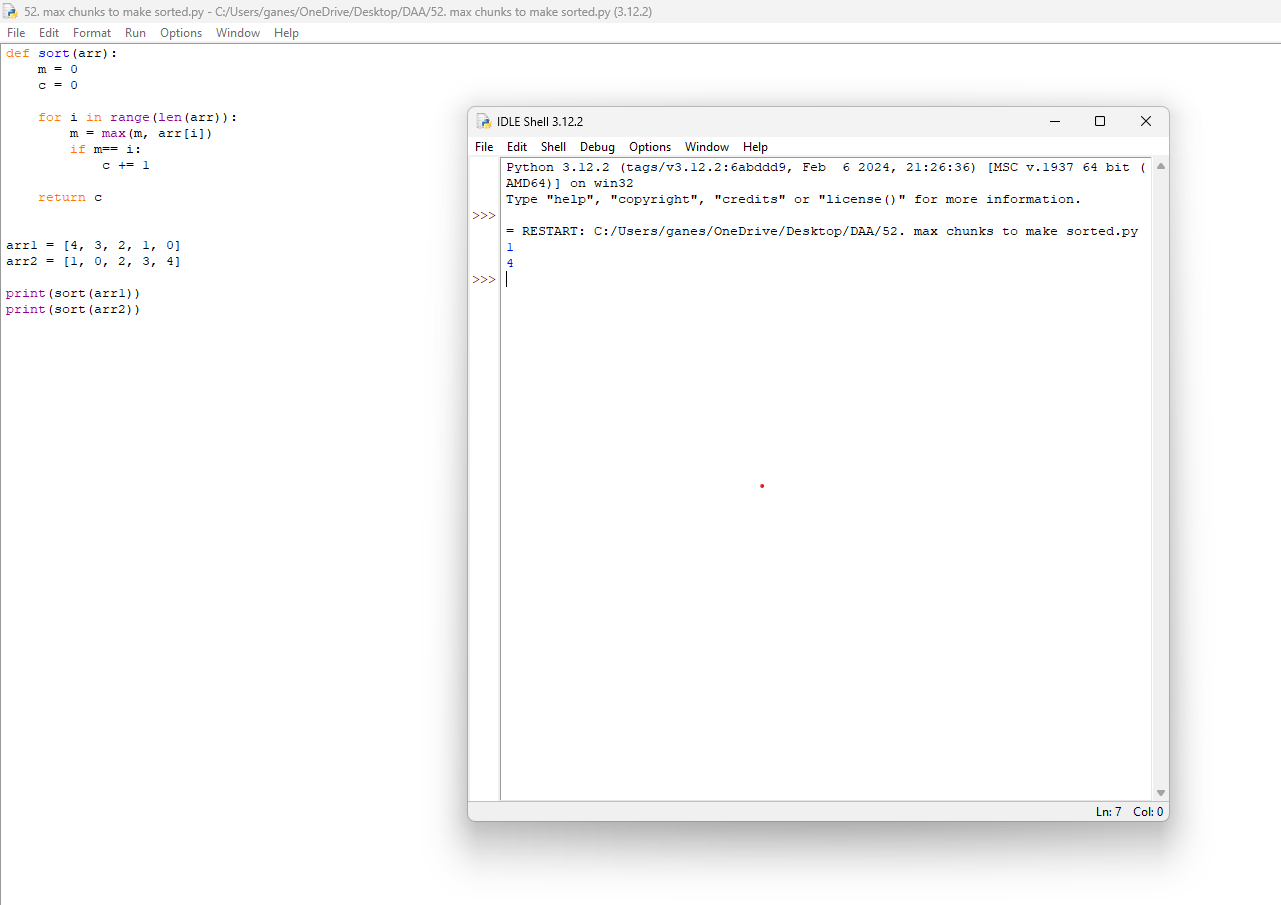 52. max chunks to make sorted.py - C:/Users/ganes/OneDrive/Desktop/DAA/52. max chunks to make sorted.py (3.12.2)
File Edit Format Run Options Window Help
def sort(arr):
    m = 0
    c = 0
    for i in range(len(arr)):
        m = max(m, arr[i])
        if m== i:
            c += 1
    return c
arr1 = [4, 3, 2, 1, 0]
arr2 = [1, 0, 2, 3, 4]
print(sort(arr1))
print(sort(arr2))
IDLE Shell 3.12.2
File Edit Shell Debug Options Window Help
Python 3.12.2 (tags/v3.12.2:6abddd9, Feb  6 2024, 21:26:36) [MSC v.1937 64 bit (
AMD64)] on win32
Type "help", "copyright", "credits" or "license()" for more information.
>>>
= RESTART: C:/Users/ganes/OneDrive/Desktop/DAA/52. max chunks to make sorted.py
1
4
>>>
Ln: 7 Col: 0